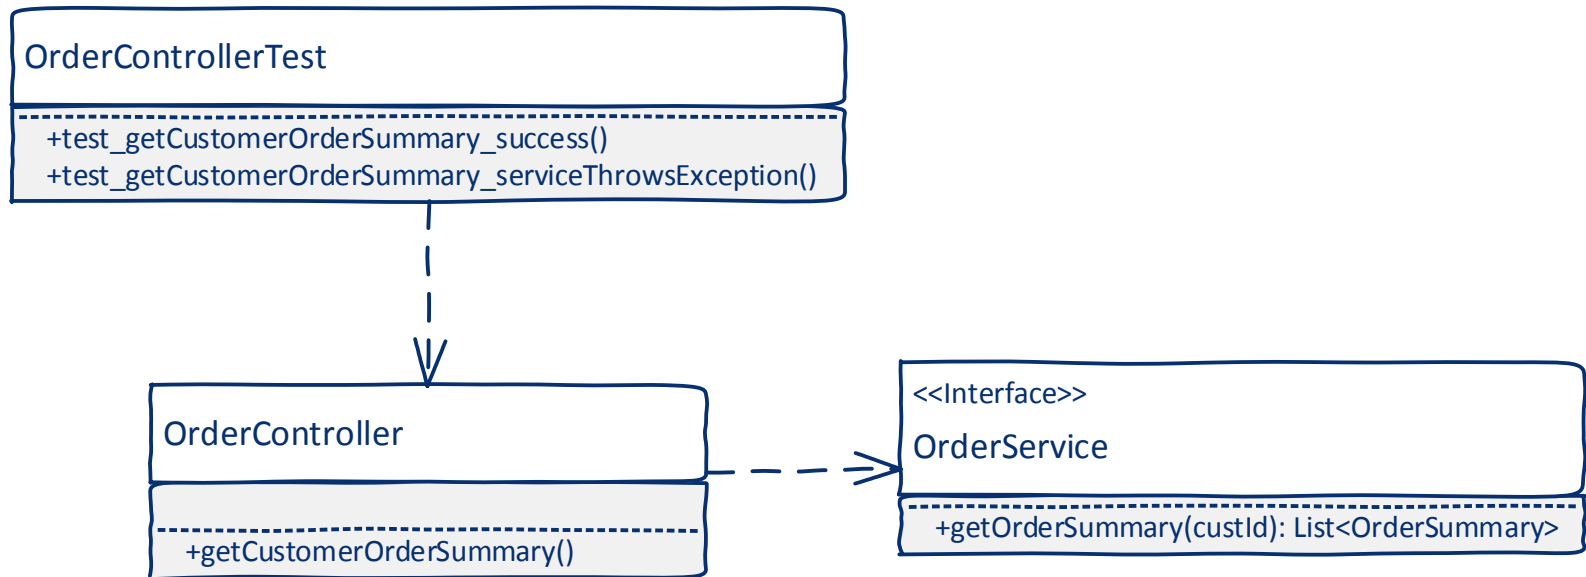 OrderControllerTest
+test_getCustomerOrderSummary_success()
+test_getCustomerOrderSummary_serviceThrowsException()
<<Interface>>
OrderController
OrderService
+getOrderSummary(custId): List<OrderSummary>
+getCustomerOrderSummary()